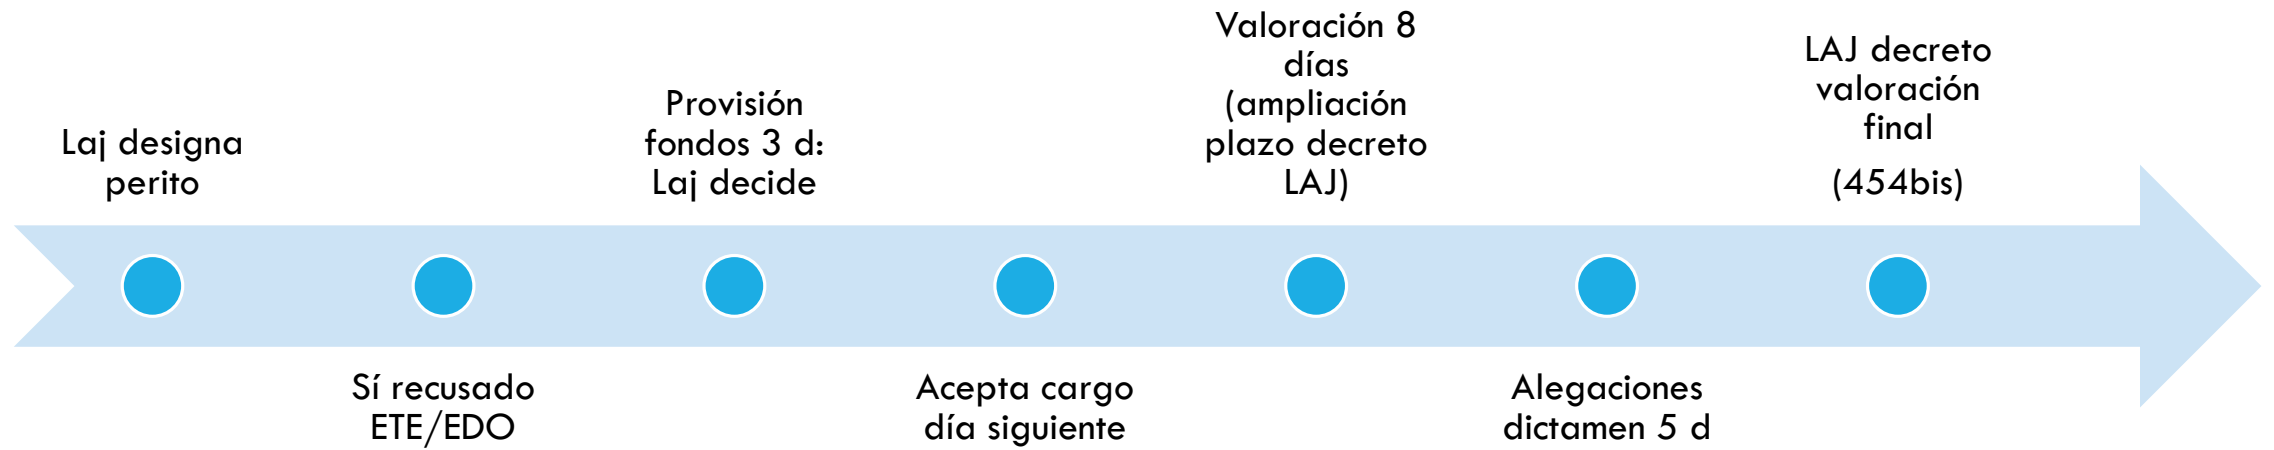 Laj designa
perito
Sí recusado
ETE/EDO
Provisión
fondos 3 d:
Laj decide
Acepta cargo
día siguiente
Valoración 8
días
(ampliación
plazo decreto
LAJ)
Alegaciones
dictamen 5 d
LAJ decreto
valoración
final
(454bis)